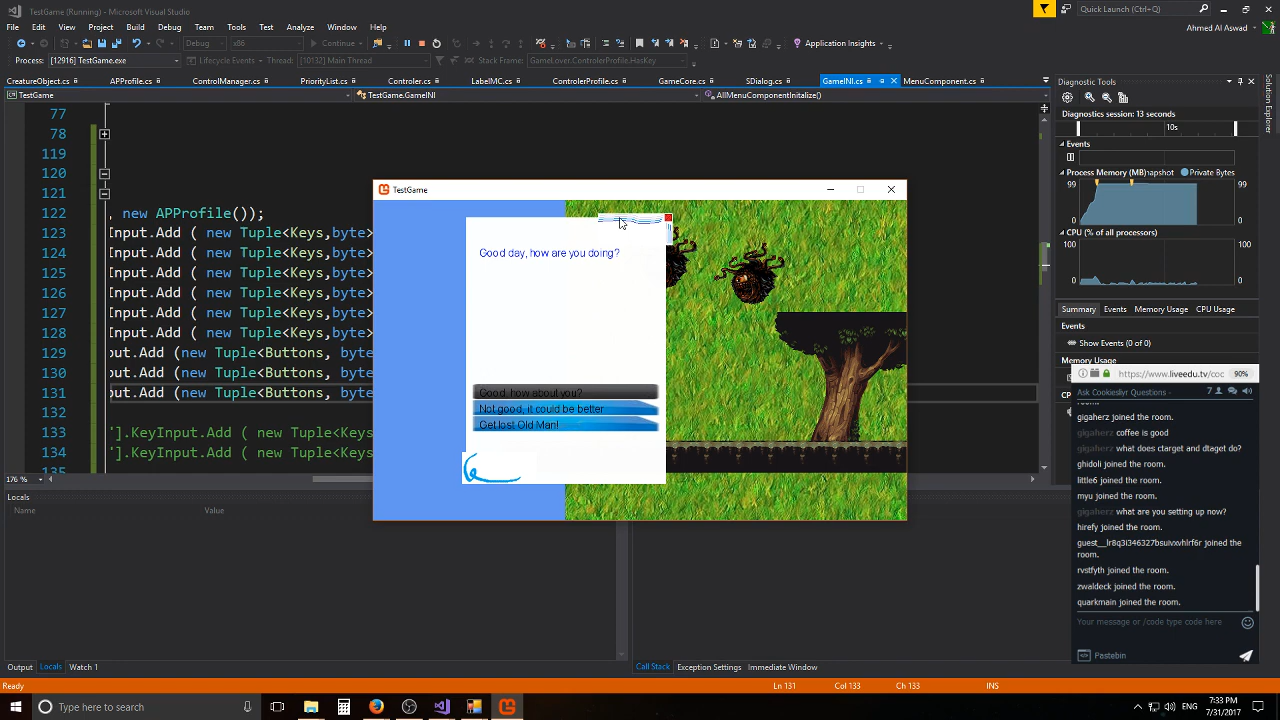 TestGame (Running) - Microsoft Visual Studio
Quick Launch (Ctrl+Q)
File Edit View Project Build Debug Team Tools Test Analyze Window Help
Ahmed Al Aswad
Debug x86 Continue Application Insights
Process: [12916] TestGame.exe Lifecycle Events Thread: [10132] Main Thread Stack Frame: GameLover.ControlerProfile.HasKey
CreatureObject.cs APProfile.cs ControlManager.cs PriorityList.cs Controler.cs LabelMC.cs ControlerProfile.cs GameCore.cs SDialog.cs GameINI.cs MenuComponent.cs
Diagnostic Tools
TestGame TestGame.GameINI AllMenuComponentInitalize()
Solution Explorer
77
78
119
120
121
122 , new APProfile());
123 Input.Add ( new Tuple<Keys,byte>
124 Input.Add ( new Tuple<Keys,byte>
125 Input.Add ( new Tuple<Keys,byte>
126 Input.Add ( new Tuple<Keys,byte>
127 Input.Add ( new Tuple<Keys,byte>
128 Input.Add ( new Tuple<Keys,byte>
129 put.Add (new Tuple<Buttons, byte
130 put.Add (new Tuple<Buttons, byte
131 put.Add (new Tuple<Buttons, byte
132
133 '].KeyInput.Add ( new Tuple<Keys
134 '].KeyInput.Add ( new Tuple<Keys
135
176 %
TestGame
Good day, how are you doing?
Good, how about you?
Not good, it could be better
Get lost Old Man!
Diagnostics session: 13 seconds
10s
Events
Process Memory (MB) napshot Private Bytes
99 99
0 0
CPU (% of all processors)
100 100
0 0
Summary Events Memory Usage CPU Usage
Events
Show Events (0 of 0)
Memory Usage
https://www.liveedu.tv/coc 90%
Ask Cookieslyr Questions 7
room.
gigaherz joined the room.
gigaherz coffee is good
gigaherz what does ctarget and dtaget do?
ghidoli joined the room.
little6 joined the room.
myu joined the room.
gigaherz what are you setting up now?
hirefy joined the room.
guest__lr8q3i346327bsuivxvhlrf6r joined the
room.
rvstfyth joined the room.
zwaldeck joined the room.
quarkmain joined the room.
Your message or /code type code here
Pastebin
Locals
Name Value
Output Locals Watch 1
Call Stack Exception Settings Immediate Window
Ready Ln 131 Col 133 Ch 133 INS
Type here to search
ENG 7:33 PM
7/31/2017